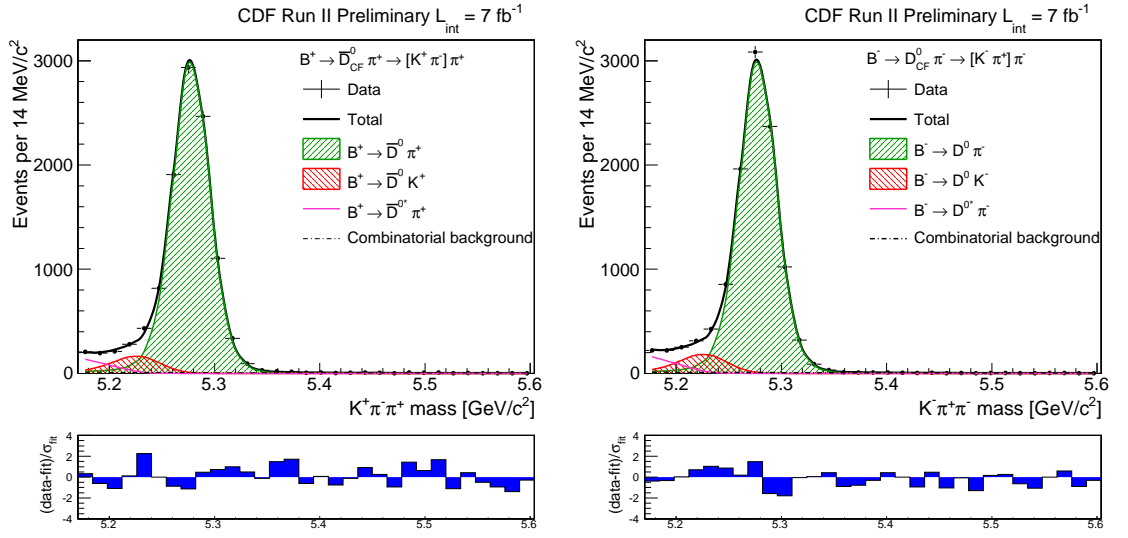 CDF Run II Preliminary L_int = 7 fb⁻¹
Events per 14 MeV/c²
3000
2000
1000
0
B⁺ → D̅⁰_CF π⁺ → [K⁺ π⁻] π⁺
Data
Total
B⁺ → D̅⁰ π⁺
B⁺ → D̅⁰ K⁺
B⁺ → D̅⁰* π⁺
Combinatorial background
5.2 5.3 5.4 5.5 5.6
K⁺π⁻π⁺ mass [GeV/c²]
(data-fit)/σ_fit
4
2
0
-2
-4
5.2 5.3 5.4 5.5 5.6
CDF Run II Preliminary L_int = 7 fb⁻¹
Events per 14 MeV/c²
3000
2000
1000
0
B⁻ → D⁰_CF π⁻ → [K⁻ π⁺] π⁻
Data
Total
B⁻ → D⁰ π⁻
B⁻ → D⁰ K⁻
B⁻ → D⁰* π⁻
Combinatorial background
5.2 5.3 5.4 5.5 5.6
K⁻π⁺π⁻ mass [GeV/c²]
(data-fit)/σ_fit
4
2
0
-2
-4
5.2 5.3 5.4 5.5 5.6